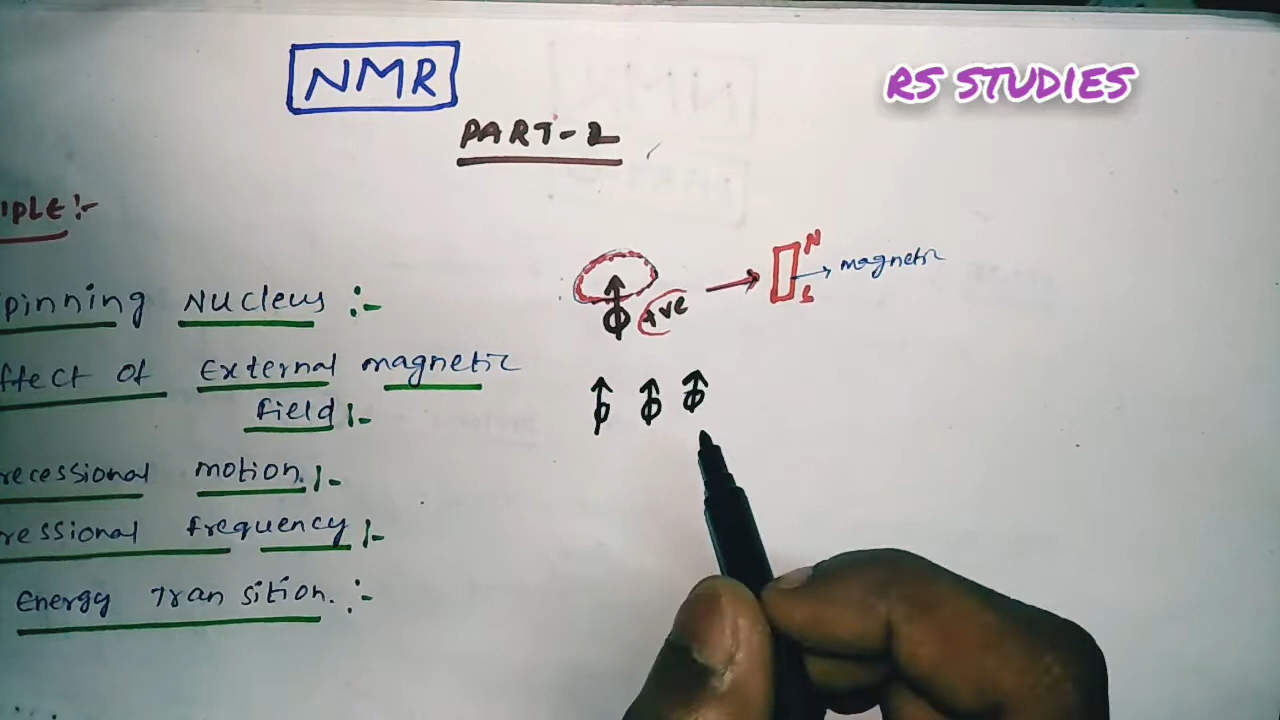 NMR
RS STUDIES
PART-2
iPLE :-
N
magnetic
S
+ve
pinning Nucleus :-
ffect of External magnetic
field :-
recessional motion. :-
ressional frequency :-
energy Transition. :-